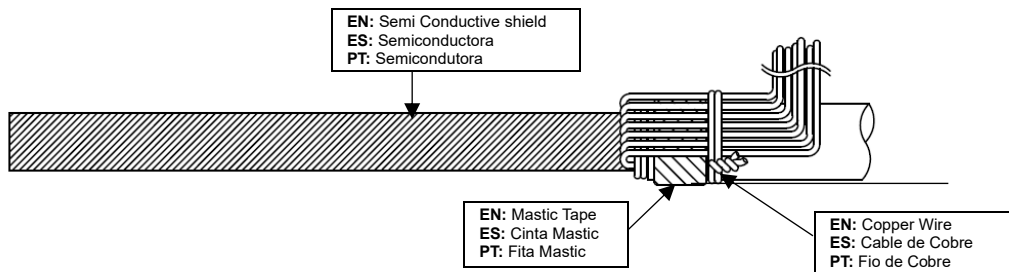 EN: Semi Conductive shield
ES: Semiconductora
PT: Semicondutora
EN: Mastic Tape
ES: Cinta Mastic
PT: Fita Mastic
EN: Copper Wire
ES: Cable de Cobre
PT: Fio de Cobre